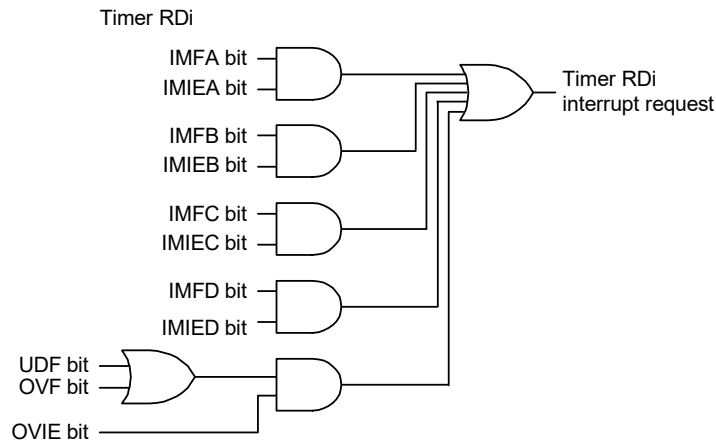 Timer RDi
IMFA bit
IMIEA bit
Timer RDi
interrupt request
IMFB bit
IMIEB bit
IMFC bit
IMIEC bit
IMFD bit
IMIED bit
UDF bit
OVF bit
OVIE bit